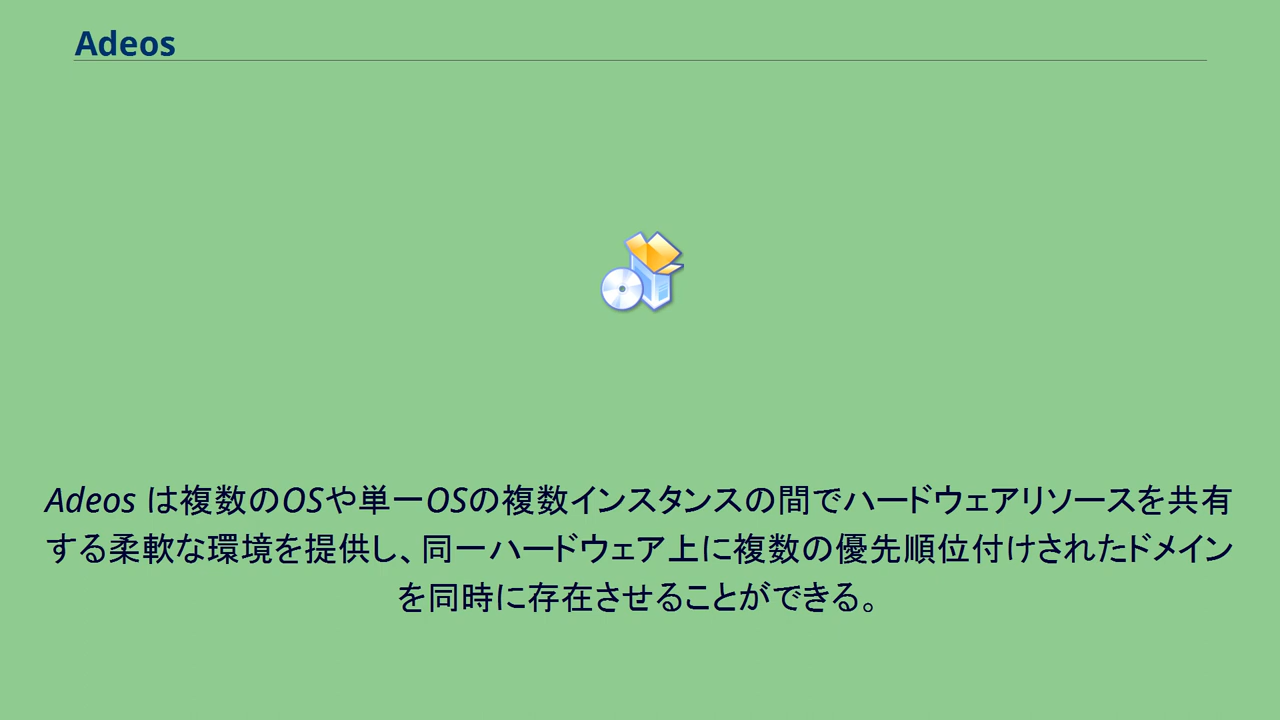 Adeos
Adeos は複数のOSや単一OSの複数インスタンスの間でハードウェアリソースを共有
する柔軟な環境を提供し、同一ハードウェア上に複数の優先順位付けされたドメイン
を同時に存在させることができる。